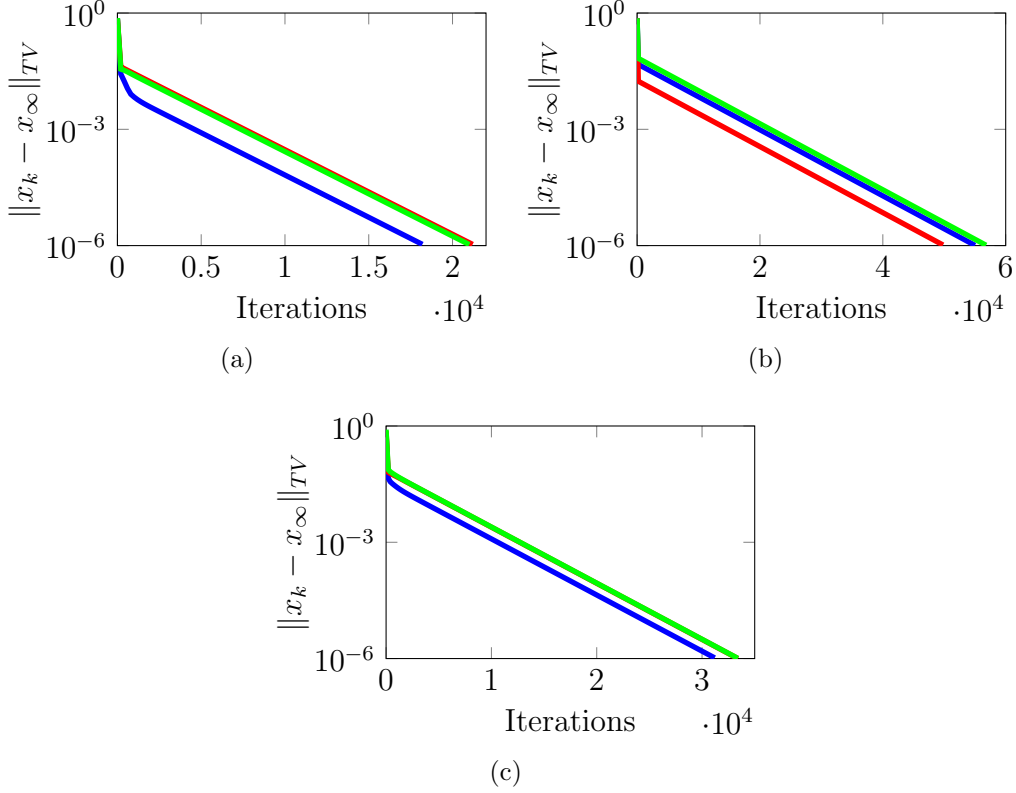 10^0
10^−3
10^−6
∥x_k − x_∞∥_TV
0 0.5 1 1.5 2
Iterations
·10^4
(a)
10^0
10^−3
10^−6
∥x_k − x_∞∥_TV
0 2 4 6
Iterations
·10^4
(b)
10^0
10^−3
10^−6
∥x_k − x_∞∥_TV
0 1 2 3
Iterations
·10^4
(c)